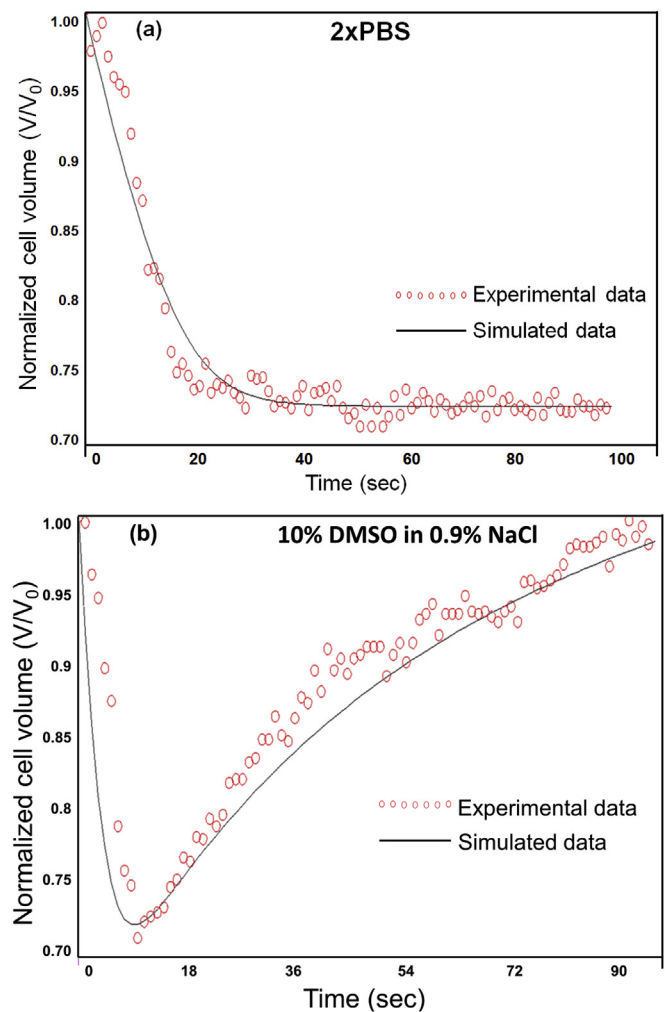 (a) 2xPBS
Normalized cell volume (V/V₀)
1.00
0.95
0.9
0.85
0.8
0.75
0.70
Experimental data
Simulated data
0 20 40 60 80 100
Time (sec)
(b) 10% DMSO in 0.9% NaCl
Normalized cell volume (V/V₀)
1.00
0.95
0.9
0.85
0.8
0.75
0.70
Experimental data
Simulated data
0 18 36 54 72 90
Time (sec)